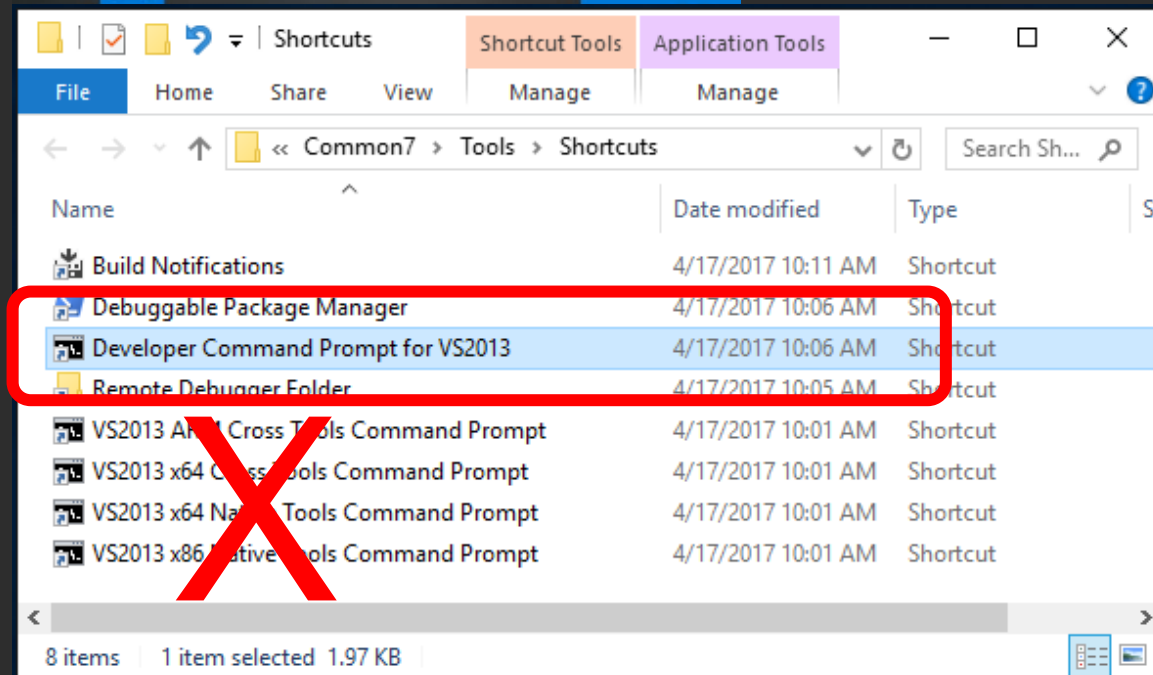 Shortcuts
Shortcut Tools
Application Tools
File Home Share View Manage Manage
« Common7 > Tools > Shortcuts
Search Sh...
Name Date modified Type S
Build Notifications 4/17/2017 10:11 AM Shortcut
Debuggable Package Manager 4/17/2017 10:06 AM Shortcut
Developer Command Prompt for VS2013 4/17/2017 10:06 AM Shortcut
Remote Debugger Folder 4/17/2017 10:05 AM Shortcut
VS2013 ARM Cross Tools Command Prompt 4/17/2017 10:01 AM Shortcut
VS2013 x64 Cross Tools Command Prompt 4/17/2017 10:01 AM Shortcut
VS2013 x64 Native Tools Command Prompt 4/17/2017 10:01 AM Shortcut
VS2013 x86 Native Tools Command Prompt 4/17/2017 10:01 AM Shortcut
8 items 1 item selected 1.97 KB